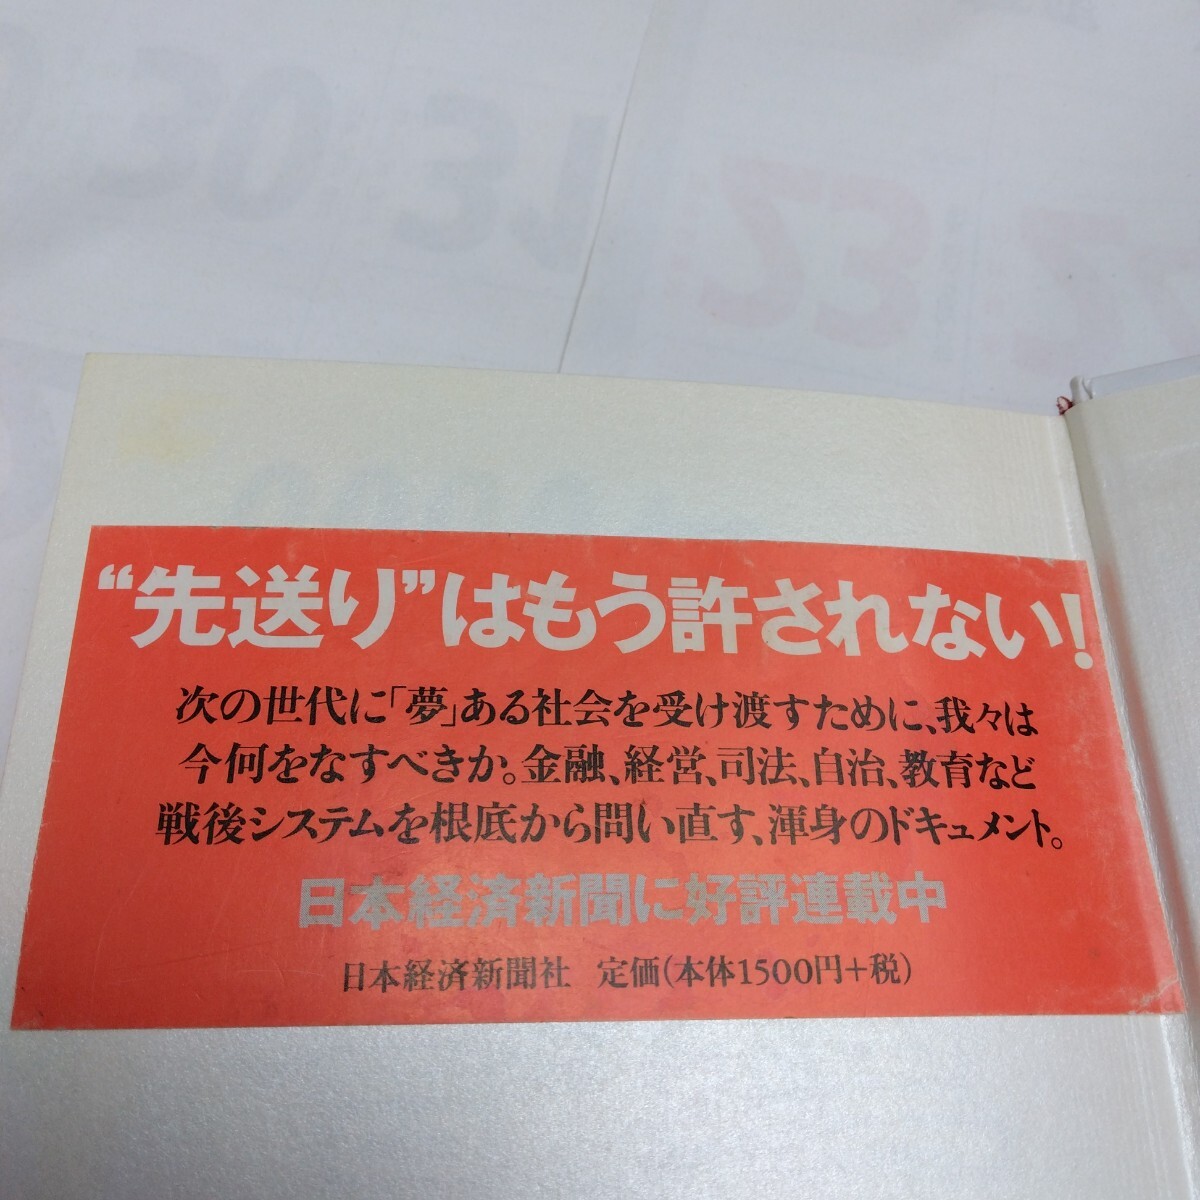 “先送り”はもう許されない!
次の世代に「夢」ある社会を受け渡すために、我々は
今何をなすべきか。金融、経営、司法、自治、教育など
戦後システムを根底から問い直す、渾身のドキュメント。
日本経済新聞に好評連載中
日本経済新聞社 定価(本体1500円+税)